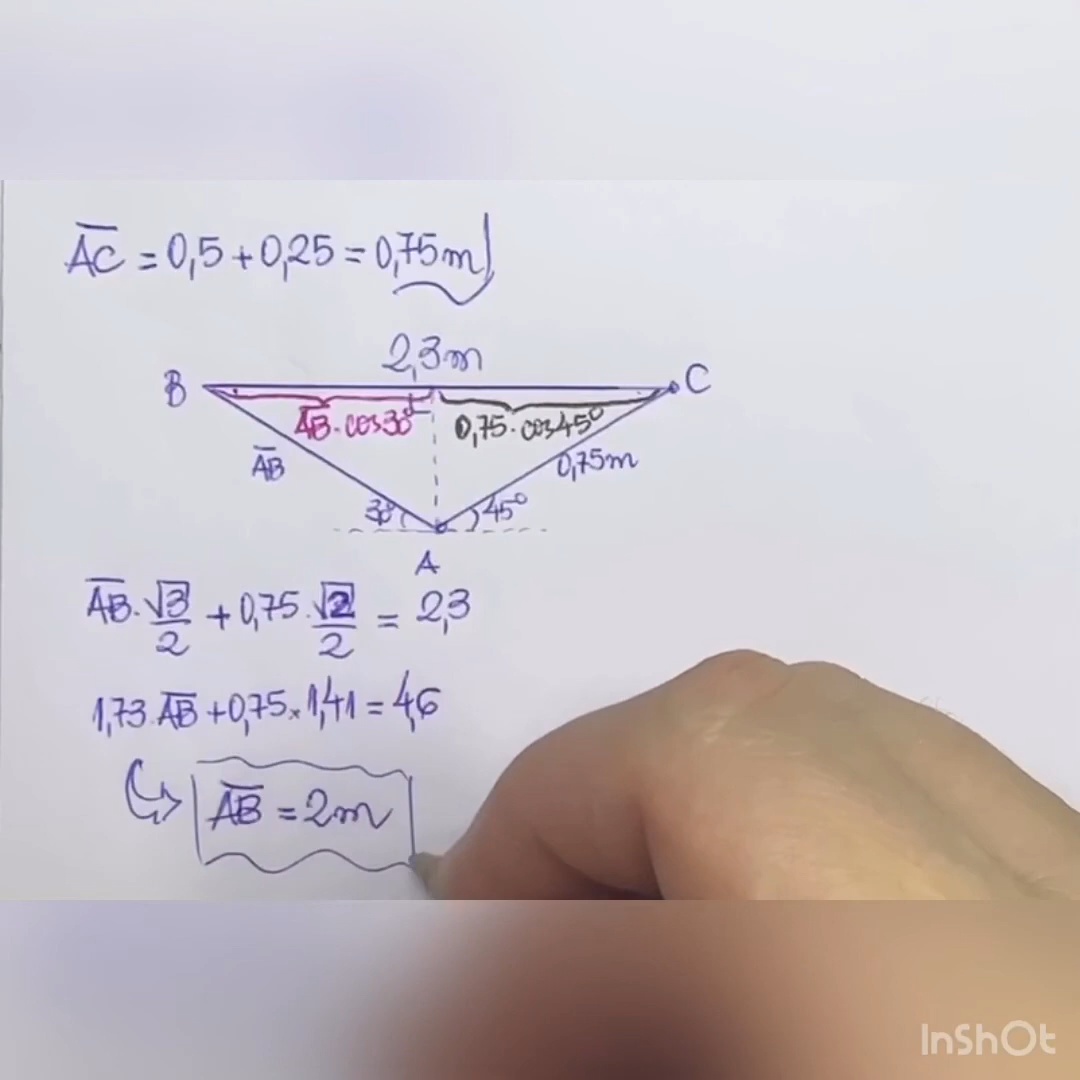 AC = 0,5 + 0,25 = 0,75m
2,3m
B
C
AB · cos30°
0,75 · cos45°
AB
0,75m
30°
45°
A
AB · √3/2 + 0,75 · √2/2 = 2,3
1,73 · AB + 0,75 × 1,41 = 4,6
AB = 2m
InShOt